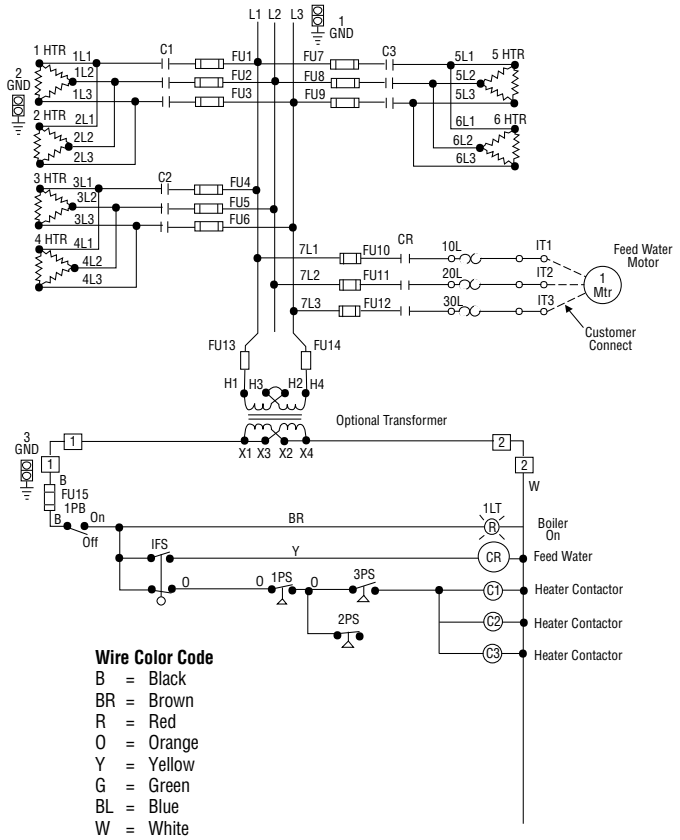 L1 L2 L3
1
GND
1 HTR 1L1 C1 FU1 FU7 C3 5L1 5 HTR
2
GND
1L2 FU2 FU8 5L2
1L3 FU3 FU9 5L3
2 HTR 2L1 6L1 6 HTR
2L2 6L2
2L3 6L3
3 HTR 3L1 C2 FU4
3L2 FU5
3L3 FU6
4 HTR 4L1
4L2
4L3
7L1 FU10 CR 10L IT1
Feed Water
Motor
7L2 FU11 20L IT2
1
Mtr
7L3 FU12 30L IT3
Customer
Connect
FU13 FU14
H1 H3 H2 H4
Optional Transformer
X1 X3 X2 X4
3
GND
1 2
1 2
B W
FU15
1PB
B On
Off
BR 1LT
R
Boiler
On
IFS Y CR Feed Water
O O 1PS O 3PS C1 Heater Contactor
2PS C2 Heater Contactor
C3 Heater Contactor
Wire Color Code
B = Black
BR = Brown
R = Red
O = Orange
Y = Yellow
G = Green
BL = Blue
W = White